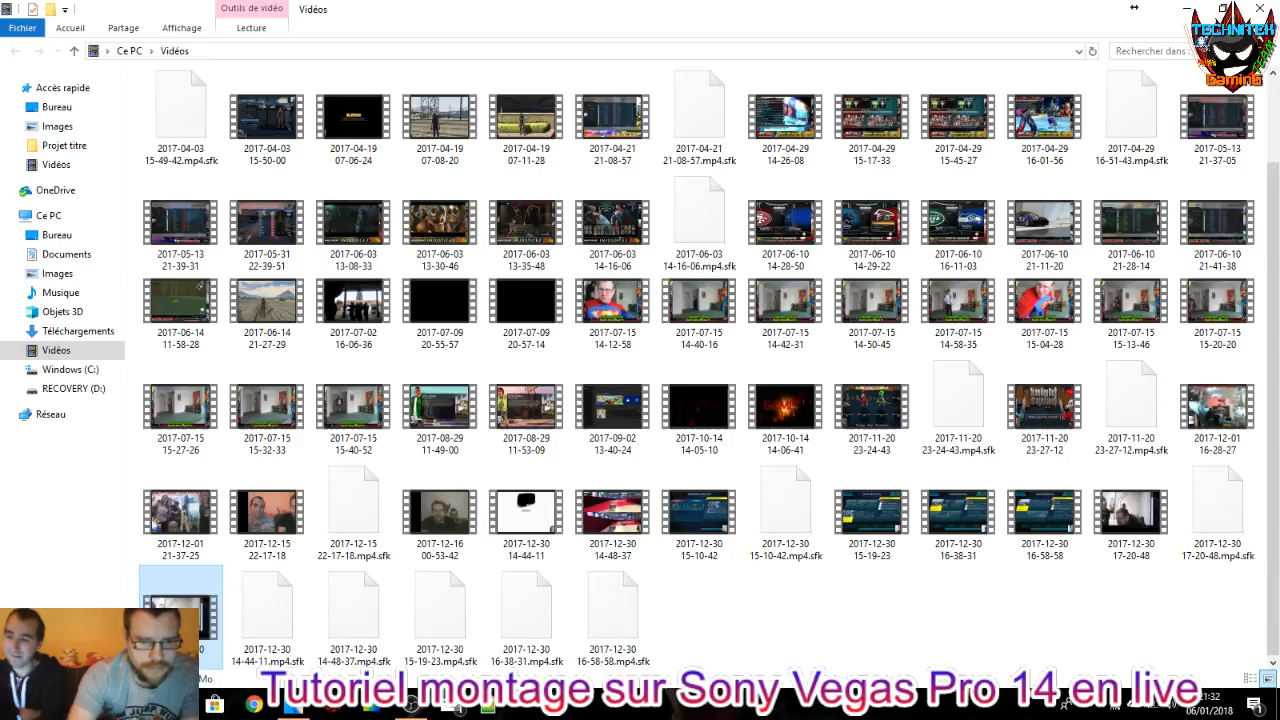 Outils de vidéo
Vidéos
Fichier
Accueil
Partage
Affichage
Lecture
Ce PC > Vidéos
Rechercher dans :
TECHNITEK
TEAM
Gaming
Accès rapide
Bureau
Images
Projet titre
Vidéos
OneDrive
Ce PC
Bureau
Documents
Images
Musique
Objets 3D
Téléchargements
Vidéos
Windows (C:)
RECOVERY (D:)
Réseau
2017-04-03 2017-04-03 2017-04-19 2017-04-19 2017-04-19 2017-04-21 2017-04-21 2017-04-29 2017-04-29 2017-04-29 2017-04-29 2017-05-13
15-49-42.mp4.sfk 15-50-00 07-06-24 07-08-20 07-11-28 21-08-57 21-08-57.mp4.sfk 14-26-08 15-17-33 15-45-27 16-01-56 16-51-43.mp4.sfk 21-37-05
2017-05-13 2017-05-31 2017-06-03 2017-06-03 2017-06-03 2017-06-03 2017-06-03 2017-06-10 2017-06-10 2017-06-10 2017-06-10 2017-06-10 2017-06-10
21-39-31 22-39-51 13-08-33 13-30-46 13-35-48 14-16-06 14-16-06.mp4.sfk 14-28-50 14-29-22 16-11-03 21-11-20 21-28-14 21-41-38
2017-06-14 2017-06-14 2017-07-02 2017-07-09 2017-07-09 2017-07-15 2017-07-15 2017-07-15 2017-07-15 2017-07-15 2017-07-15 2017-07-15 2017-07-15
11-58-28 21-27-29 16-06-36 20-55-57 20-57-14 14-12-58 14-40-16 14-42-31 14-50-45 14-58-35 15-04-28 15-13-46 15-20-20
2017-07-15 2017-07-15 2017-07-15 2017-08-29 2017-08-29 2017-09-02 2017-10-14 2017-10-14 2017-11-20 2017-11-20 2017-11-20 2017-11-20 2017-12-01
15-27-26 15-32-33 15-40-52 11-49-00 11-53-09 13-40-24 14-05-10 14-06-41 23-24-43 23-24-43.mp4.sfk 23-27-12 23-27-12.mp4.sfk 16-28-27
2017-12-01 2017-12-15 2017-12-15 2017-12-16 2017-12-30 2017-12-30 2017-12-30 2017-12-30 2017-12-30 2017-12-30 2017-12-30 2017-12-30 2017-12-30
21-37-25 22-17-18 22-17-18.mp4.sfk 00-53-42 14-44-11 14-48-37 15-10-42 15-10-42.mp4.sfk 15-19-23 16-38-31 16-58-58 17-20-48 17-20-48.mp4.sfk
0 2017-12-30 2017-12-30 2017-12-30 2017-12-30 2017-12-30
14-44-11.mp4.sfk 14-48-37.mp4.sfk 15-19-23.mp4.sfk 16-38-31.mp4.sfk 16-58-58.mp4.sfk
Mo
Tutoriel montage sur Sony Vegas Pro 14 en live
21:32
06/01/2018